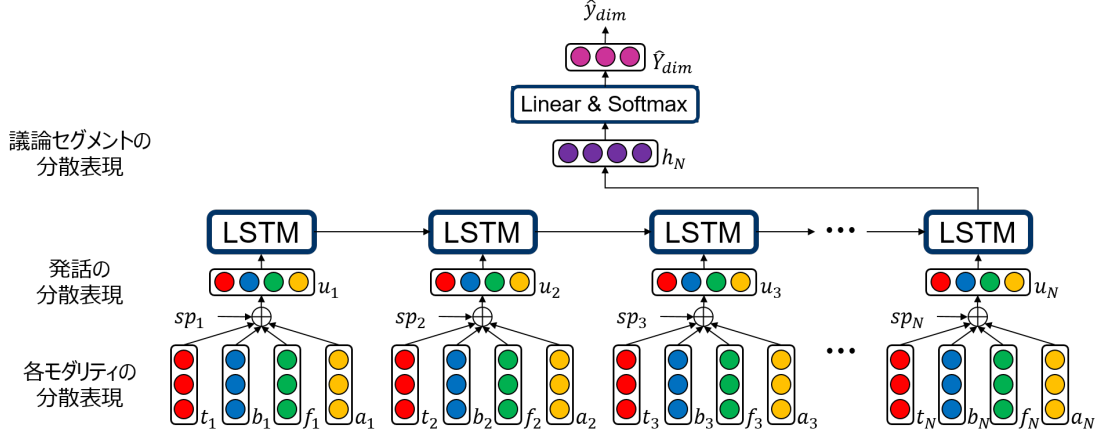 ŷ_dim
Ŷ_dim
Linear & Softmax
議論セグメントの
分散表現
h_N
LSTM LSTM LSTM ••• LSTM
発話の
分散表現
u_1 u_2 u_3 u_N
sp_1 sp_2 sp_3 sp_N
各モダリティの
分散表現
•••
t_1 b_1 f_1 a_1 t_2 b_2 f_2 a_2 t_3 b_3 f_3 a_3 t_N b_N f_N a_N